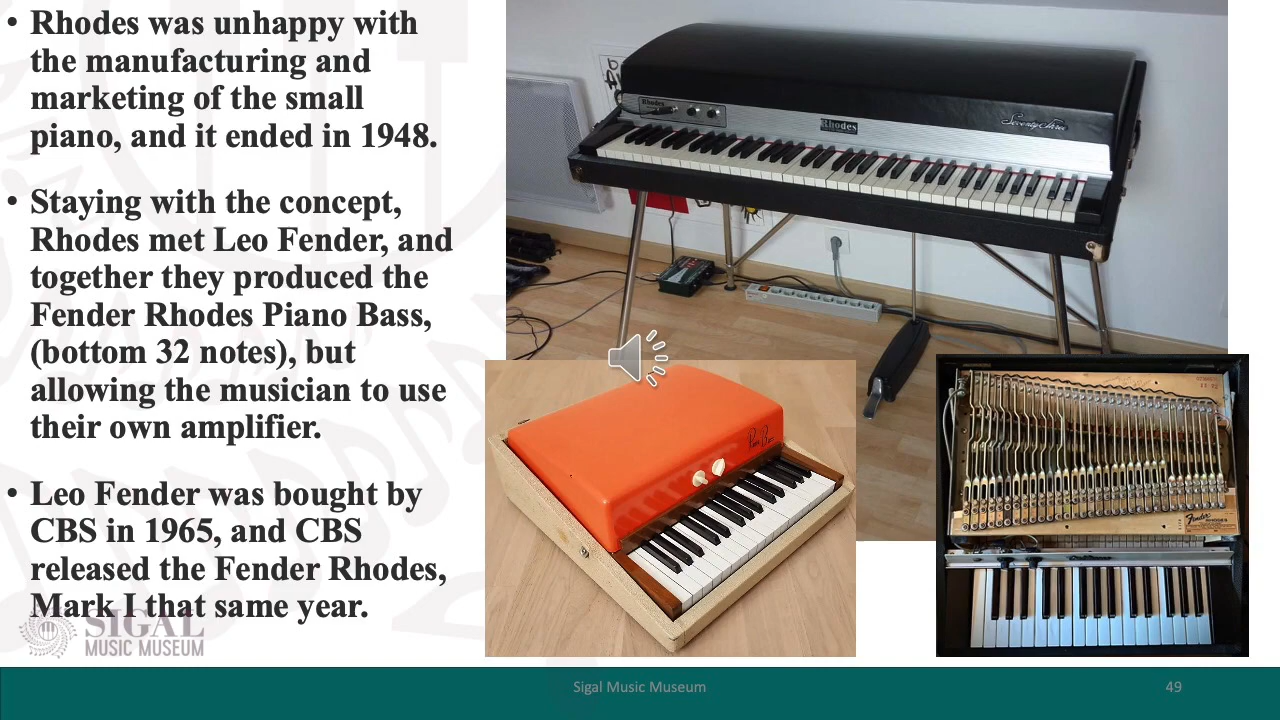 • Rhodes was unhappy with
the manufacturing and
marketing of the small
piano, and it ended in 1948.
• Staying with the concept,
Rhodes met Leo Fender, and
together they produced the
Fender Rhodes Piano Bass,
(bottom 32 notes), but
allowing the musician to use
their own amplifier.
• Leo Fender was bought by
CBS in 1965, and CBS
released the Fender Rhodes,
Mark I that same year.
Rhodes
Rhodes
Seventy Three
Piano Bass
Fender
SIGAL
MUSIC MUSEUM
Sigal Music Museum
49